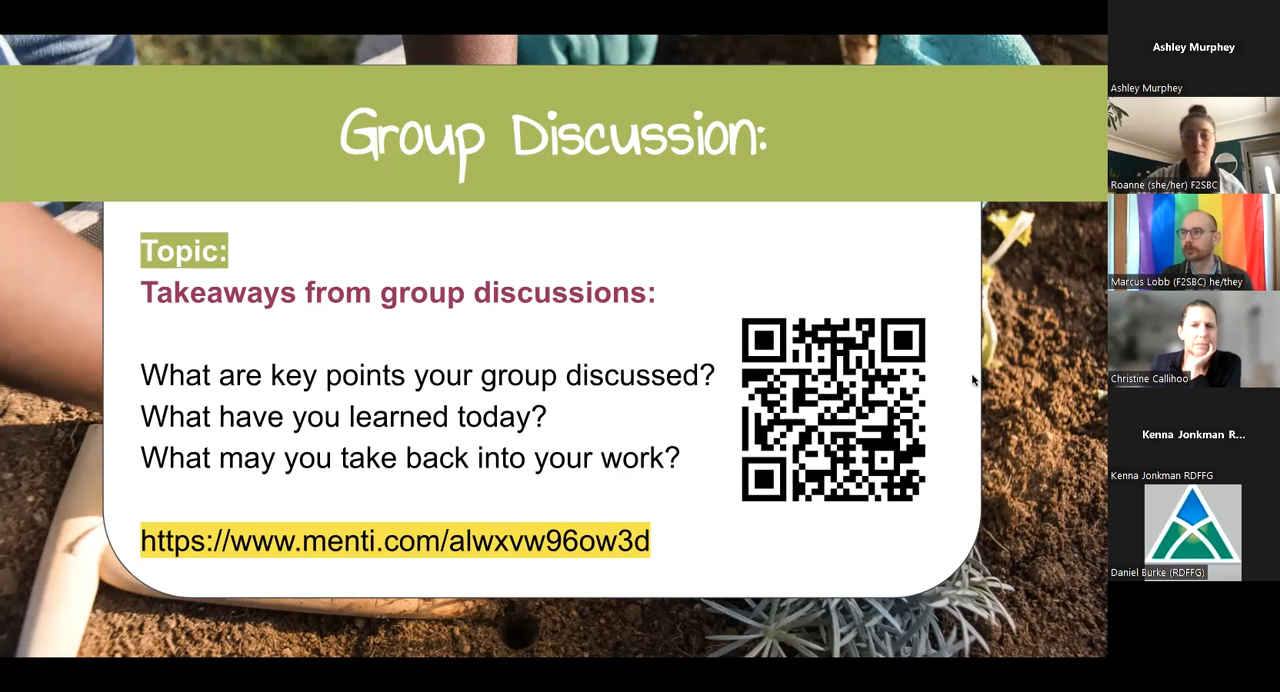 Group Discussion:
Topic:
Takeaways from group discussions:
What are key points your group discussed?
What have you learned today?
What may you take back into your work?
https://www.menti.com/alwxvw96ow3d
Ashley Murphey
Ashley Murphey
Roanne (she/her) F2SBC
Marcus Lobb (F2SBC) he/they
Christine Callihoo
Kenna Jonkman R...
Kenna Jonkman RDFFG
Daniel Burke (RDFFG)